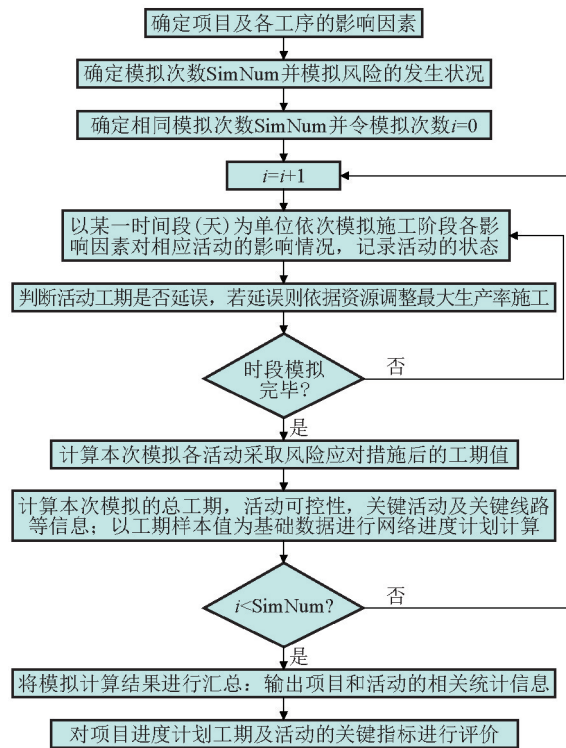 确定项目及各工序的影响因素
确定模拟次数SimNum并模拟风险的发生状况
确定相同模拟次数SimNum并令模拟次数i=0
i=i+1
以某一时间段(天)为单位依次模拟施工阶段各影
响因素对相应活动的影响情况，记录活动的状态
判断活动工期是否延误，若延误则依据资源调整最大生产率施工
时段模拟
完毕?
否
是
计算本次模拟各活动采取风险应对措施后的工期值
计算本次模拟的总工期，活动可控性，关键活动及关键线路
等信息；以工期样本值为基础数据进行网络进度计划计算
i<SimNum?
否
是
将模拟计算结果进行汇总：输出项目和活动的相关统计信息
对项目进度计划工期及活动的关键指标进行评价